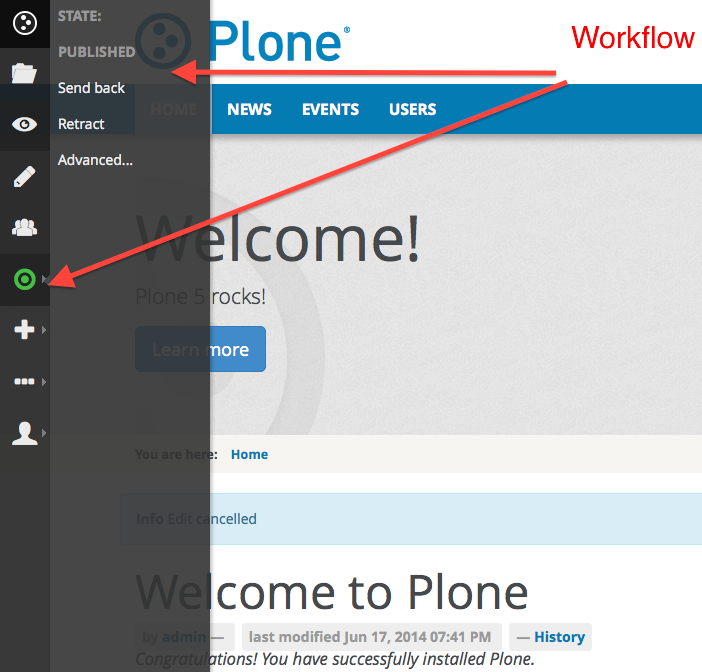 STATE:
PUBLISHED
Send back
Retract
Advanced...
Plone®
Workflow
HOME NEWS EVENTS USERS
Welcome!
Plone 5 rocks!
Learn more
You are here: Home
Info Edit cancelled
Welcome to Plone
by admin — last modified Jun 17, 2014 07:41 PM — History
Congratulations! You have successfully installed Plone.